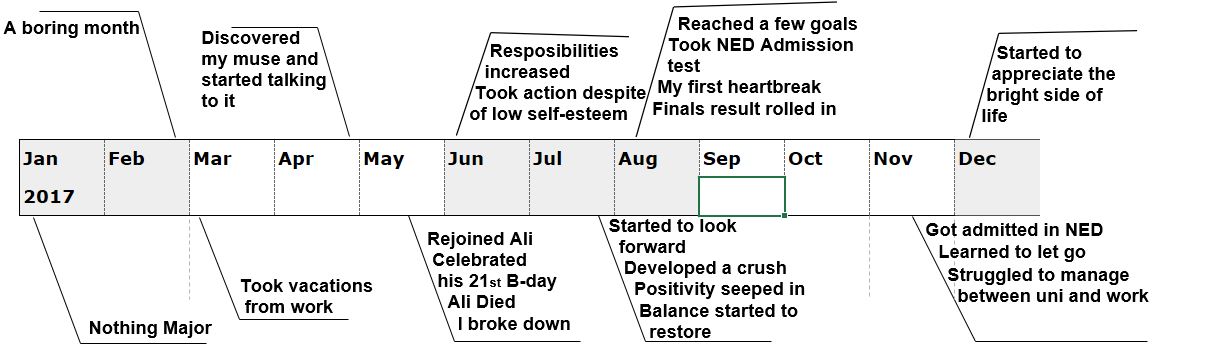 A boring month
Discovered
my muse and
started talking
to it
Resposibilities
increased
Took action despite
of low self-esteem
Reached a few goals
Took NED Admission
test
My first heartbreak
Finals result rolled in
Started to
appreciate the
bright side of
life
Jan Feb Mar Apr May Jun Jul Aug Sep Oct Nov Dec
2017
Nothing Major
Took vacations
from work
Rejoined Ali
Celebrated
his 21st B-day
Ali Died
I broke down
Started to look
forward
Developed a crush
Positivity seeped in
Balance started to
restore
Got admitted in NED
Learned to let go
Struggled to manage
between uni and work